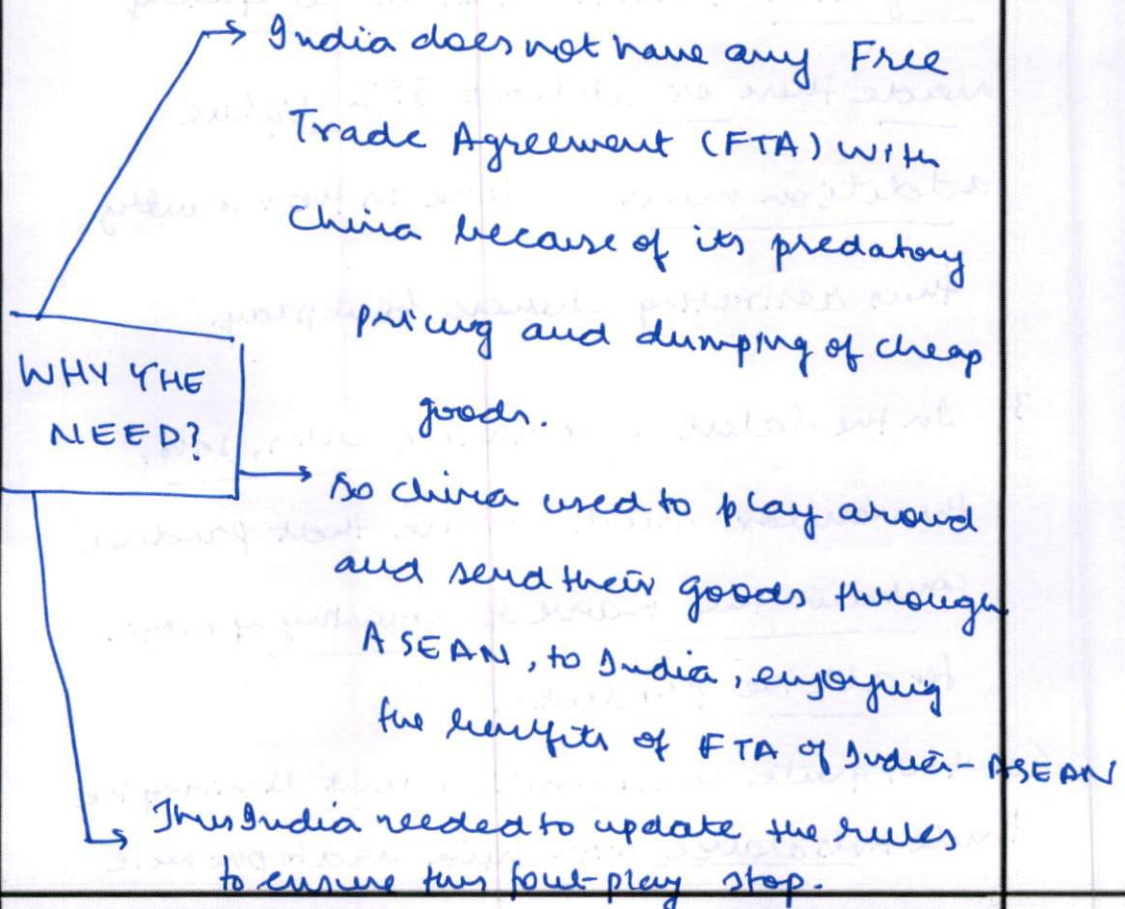 India does not have any Free
Trade Agreement (FTA) with
China because of its predatory
pricing and dumping of cheap
goods.
WHY THE
NEED?
So China used to play aroud
and send their goods through
ASEAN, to India, enjoying
the benefits of FTA of India-ASEAN
Thus India needed to update the rules
to ensure this foul-play stop.